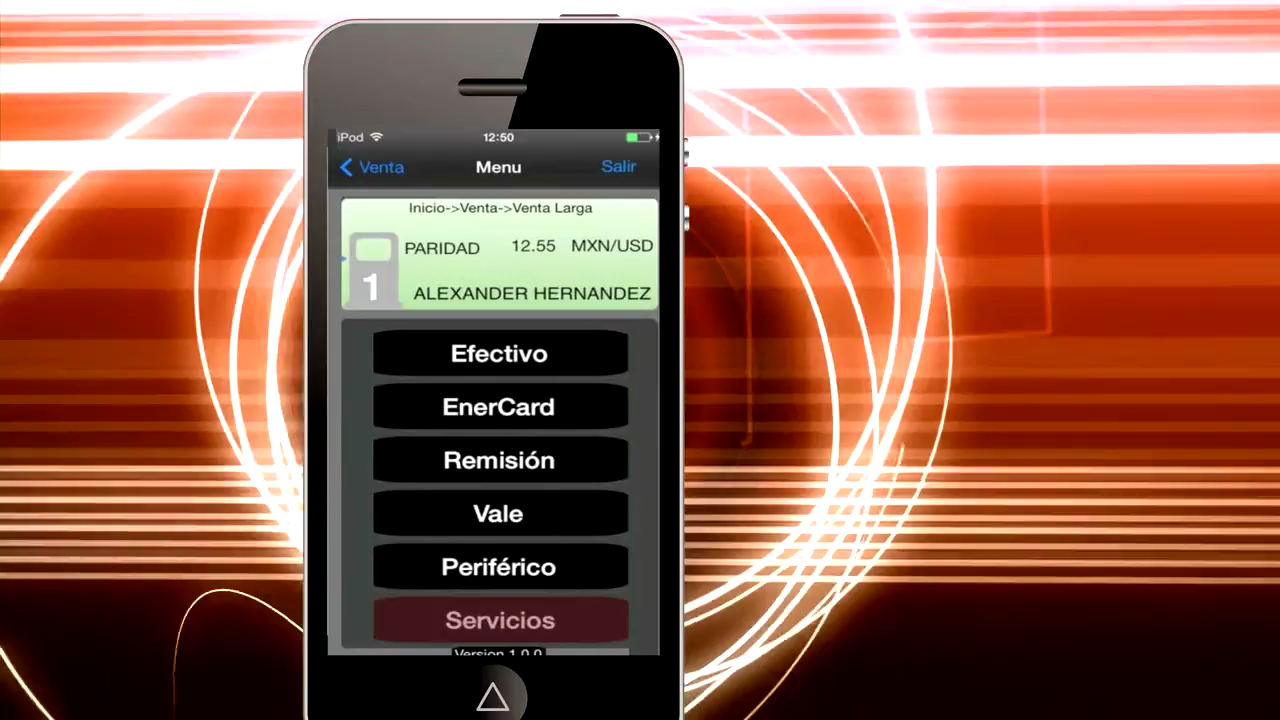 iPod 12:50
Venta Menu Salir
Inicio->Venta->Venta Larga
PARIDAD 12.55 MXN/USD
1
ALEXANDER HERNANDEZ
Efectivo
EnerCard
Remisión
Vale
Periférico
Servicios
Version 1.0.0